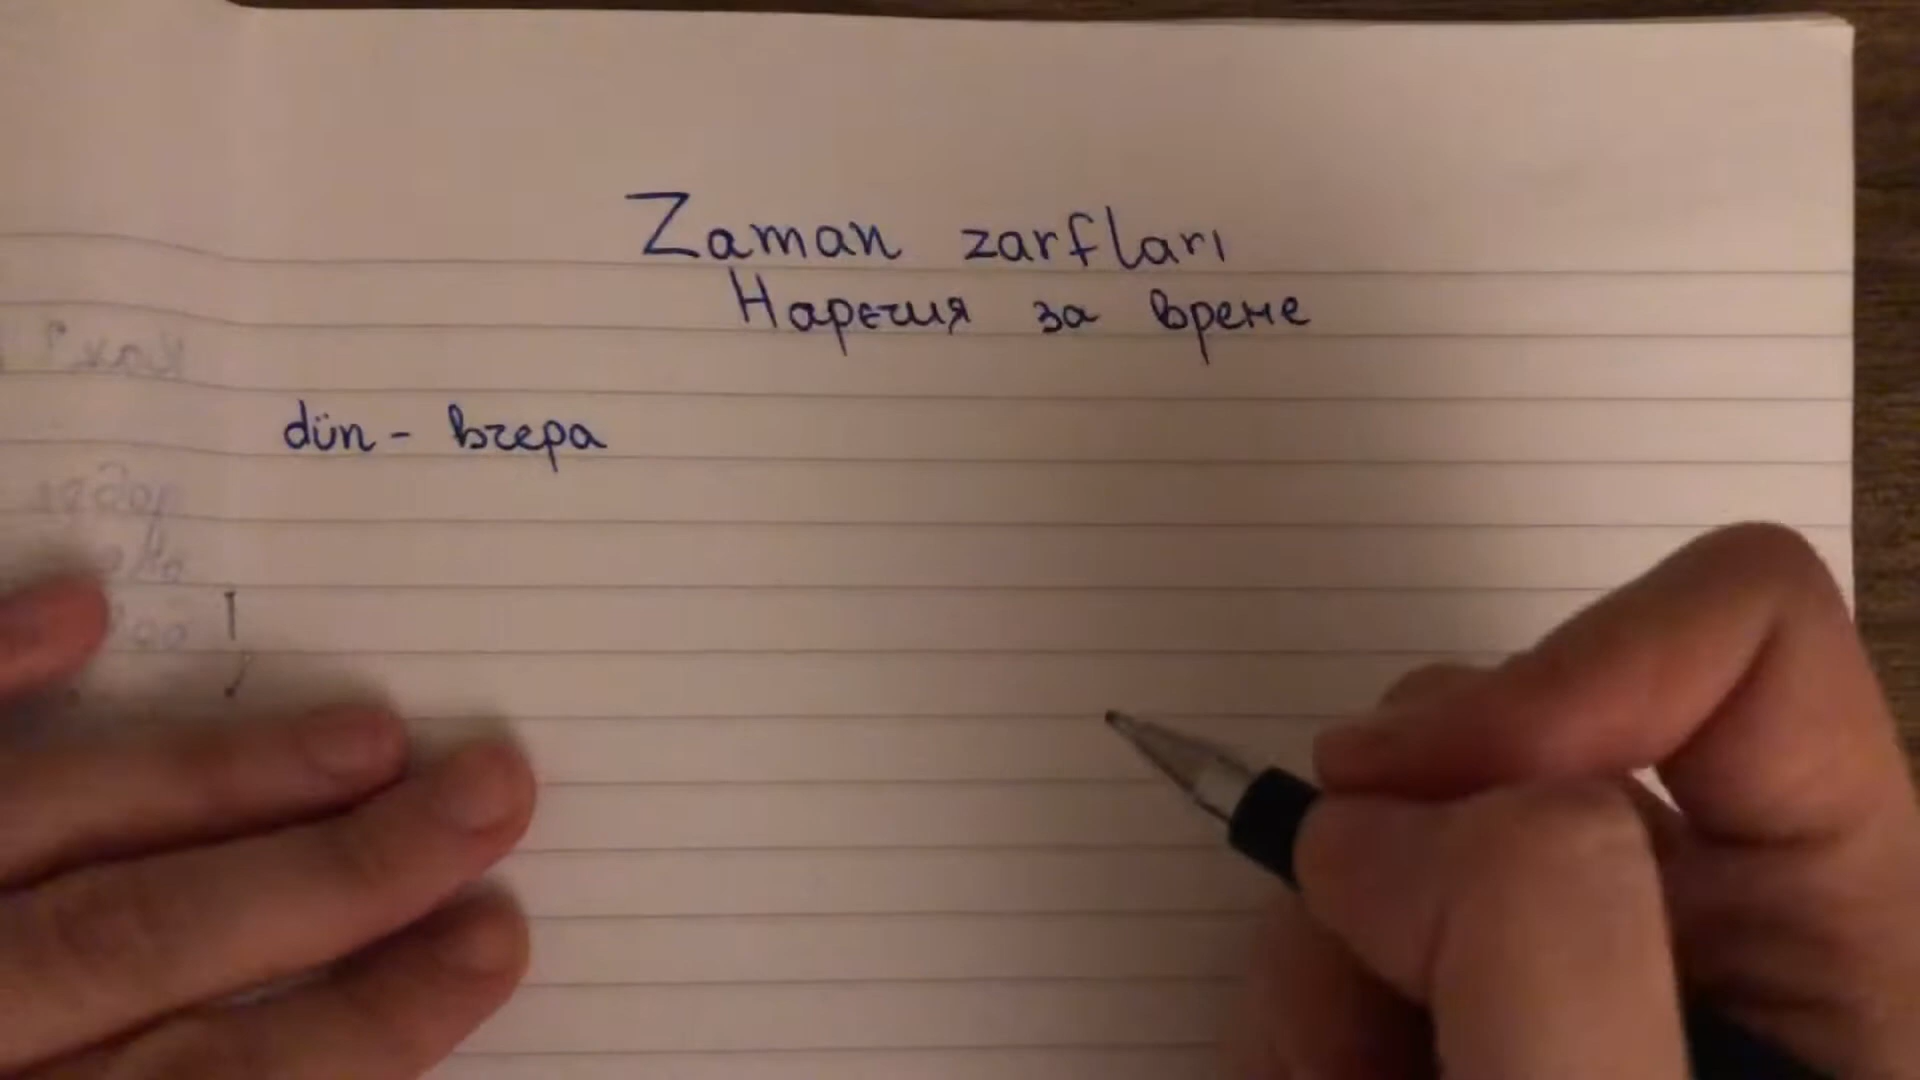 Zaman zarfları
Наречия за време
dün - вчера